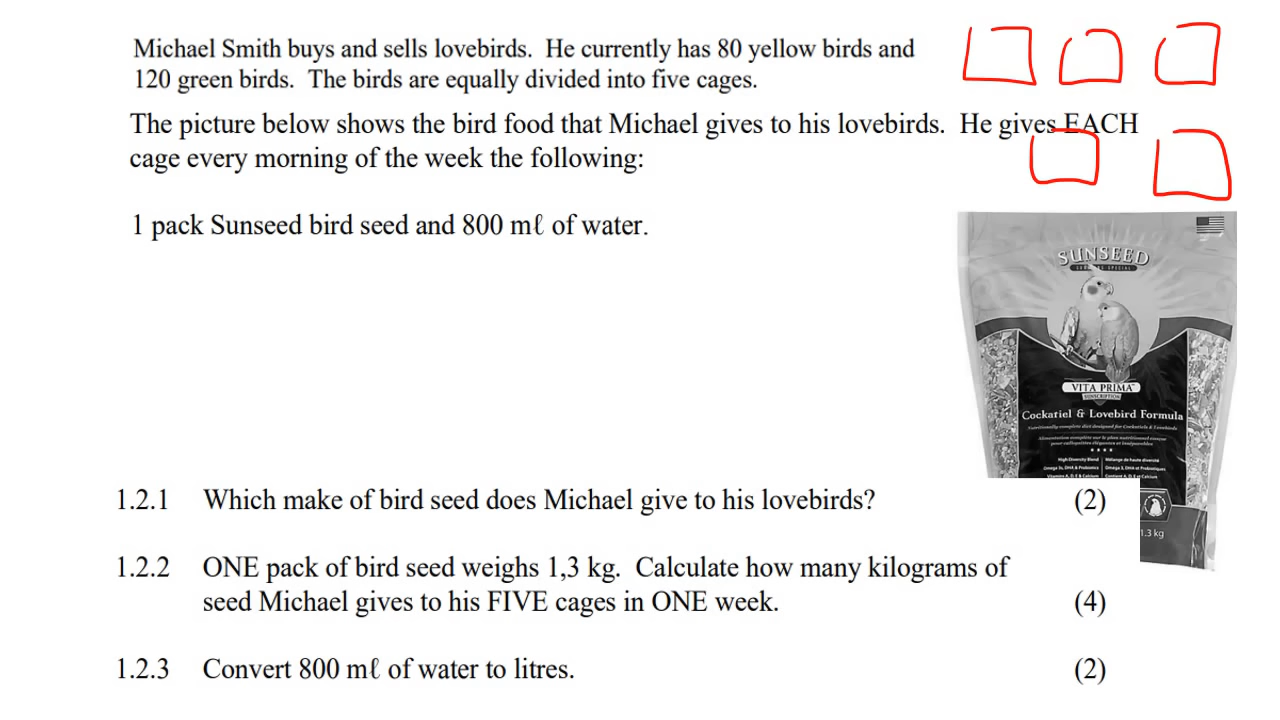 Michael Smith buys and sells lovebirds. He currently has 80 yellow birds and
120 green birds. The birds are equally divided into five cages.
The picture below shows the bird food that Michael gives to his lovebirds. He gives EACH
cage every morning of the week the following:
1 pack Sunseed bird seed and 800 mℓ of water.
SUNSEED
VITA PRIMA
Cockatiel & Lovebird Formula
1.3 kg
1.2.1 Which make of bird seed does Michael give to his lovebirds? (2)
1.2.2 ONE pack of bird seed weighs 1,3 kg. Calculate how many kilograms of
seed Michael gives to his FIVE cages in ONE week. (4)
1.2.3 Convert 800 mℓ of water to litres. (2)